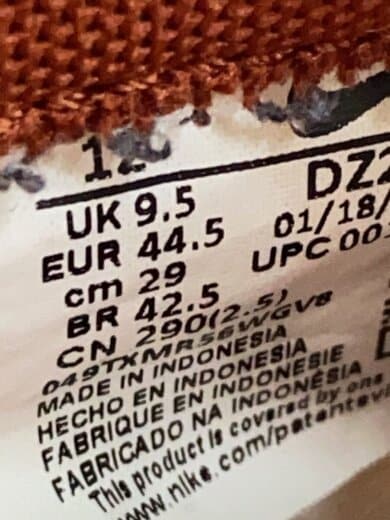 12
UK 9.5
EUR 44.5
cm 29
BR 42.5
CN 290(2.5)
DZ2
01/18/
UPC 00
049TXMR56WGV8
MADE IN INDONESIA
HECHO EN INDONESIA
FABRIQUE EN INDONESIE
FABRICADO NA INDONÉSIA
This product is covered by one
www.nike.com/patents